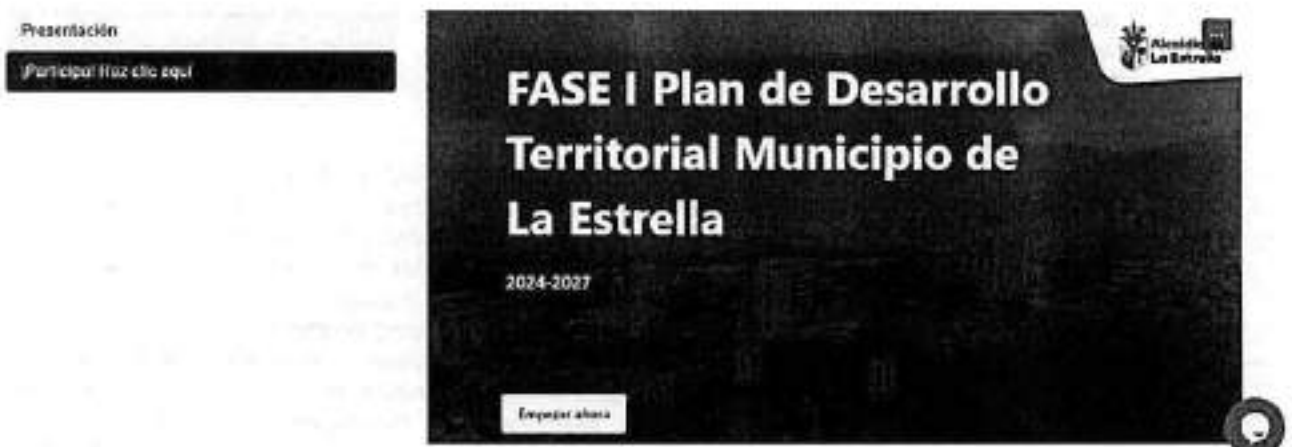 Presentación
¡Participa! Haz clic aquí
Alcaldía
La Estrella
FASE I Plan de Desarrollo
Territorial Municipio de
La Estrella
2024-2027
Empezar ahora